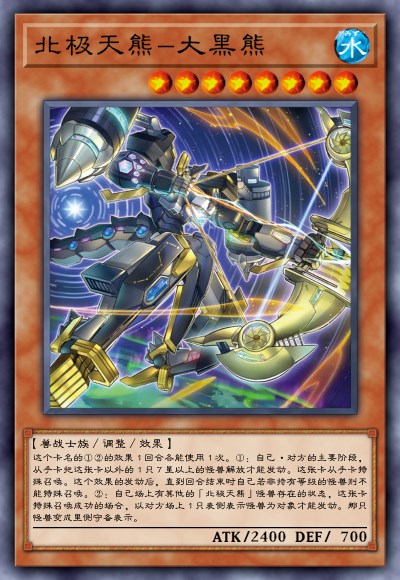 北极天熊-大黑熊
水
【兽战士族／调整／效果】
这个卡名的①②的效果1回合各能使用1次。①：自己·对方的主要阶段，
从手卡把这张卡以外的1只7星以上的怪兽解放才能发动。这张卡从手卡特
殊召唤。这个效果的发动后，直到回合结束时自己若非持有等级的怪兽则不
能特殊召唤。②：自己场上有其他的「北极天熊」怪兽存在的状态，这张卡
特殊召唤成功的场合，以对方场上1只表侧表示怪兽为对象才能发动。那只
怪兽变成里侧守备表示。
ATK/2400 DEF/ 700